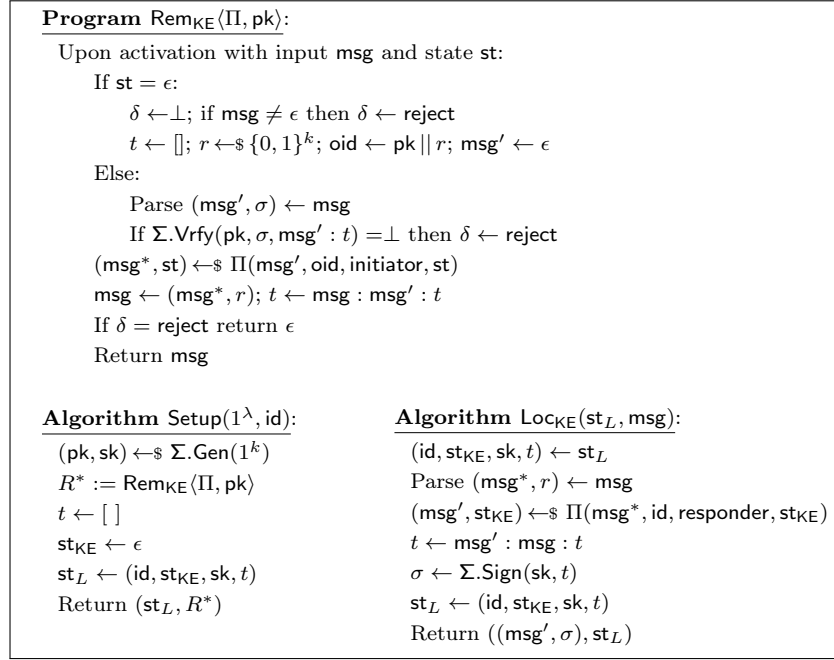 Program Rem_KE⟨Π, pk⟩:
Upon activation with input msg and state st:
If st = ϵ:
δ ←⊥; if msg ≠ ϵ then δ ← reject
t ← []; r ←$ {0, 1}^k; oid ← pk || r; msg′ ← ϵ
Else:
Parse (msg′, σ) ← msg
If Σ.Vrfy(pk, σ, msg′ : t) =⊥ then δ ← reject
(msg*, st) ←$ Π(msg′, oid, initiator, st)
msg ← (msg*, r); t ← msg : msg′ : t
If δ = reject return ϵ
Return msg
Algorithm Setup(1^λ, id):
(pk, sk) ←$ Σ.Gen(1^k)
R* := Rem_KE⟨Π, pk⟩
t ← [ ]
st_KE ← ϵ
st_L ← (id, st_KE, sk, t)
Return (st_L, R*)
Algorithm Loc_KE(st_L, msg):
(id, st_KE, sk, t) ← st_L
Parse (msg*, r) ← msg
(msg′, st_KE) ←$ Π(msg*, id, responder, st_KE)
t ← msg′ : msg : t
σ ← Σ.Sign(sk, t)
st_L ← (id, st_KE, sk, t)
Return ((msg′, σ), st_L)